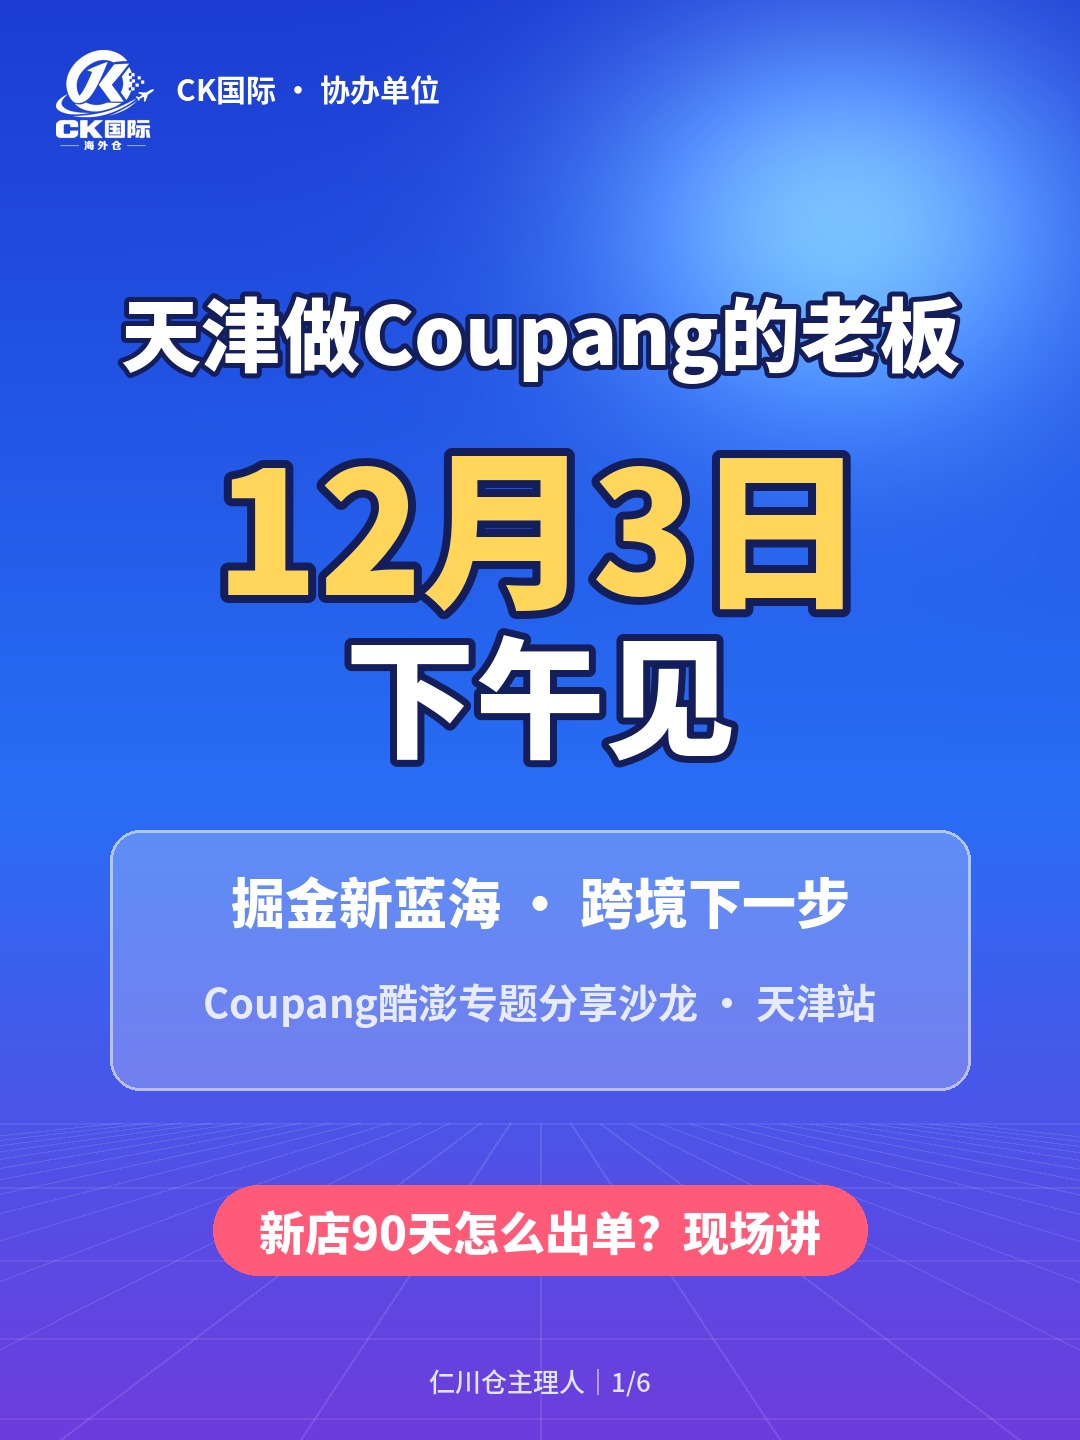 CK国际
海外仓
CK国际 · 协办单位
天津做Coupang的老板
12月3日
下午见
掘金新蓝海 · 跨境下一步
Coupang酷澎专题分享沙龙 · 天津站
新店90天怎么出单？现场讲
仁川仓主理人｜1/6